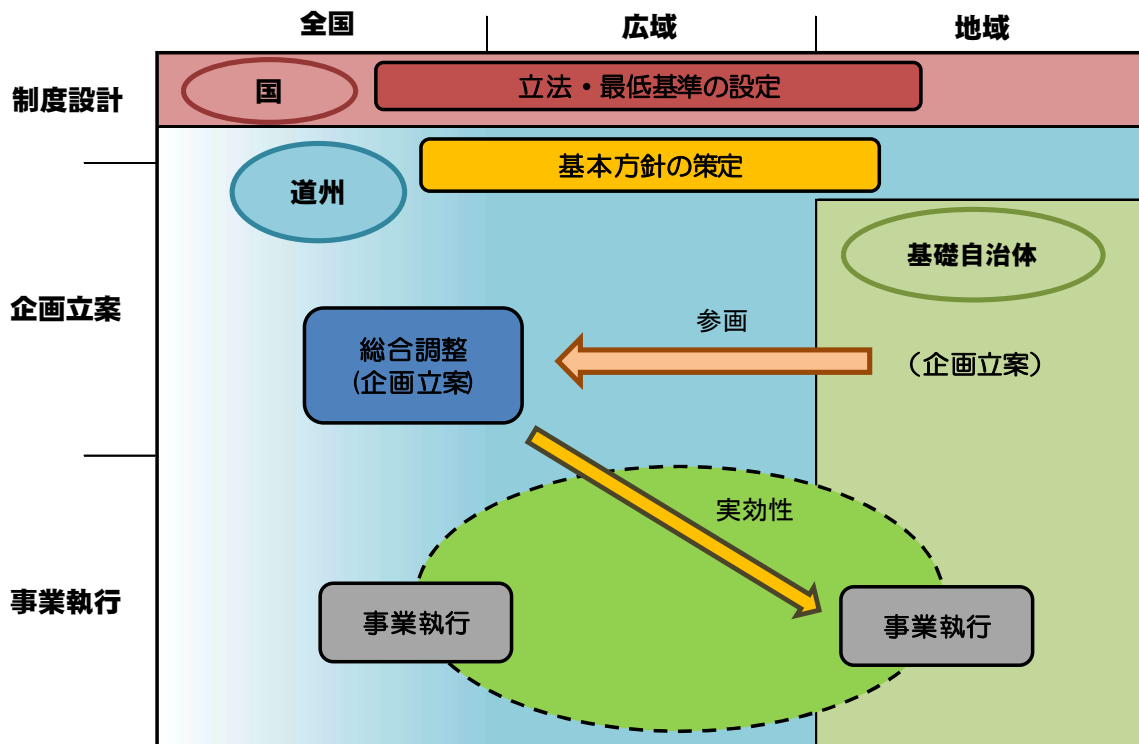 全国
広域
地域
制度設計
国
立法・最低基準の設定
基本方針の策定
道州
基礎自治体
企画立案
参画
総合調整
(企画立案)
(企画立案)
実効性
事業執行
事業執行
事業執行